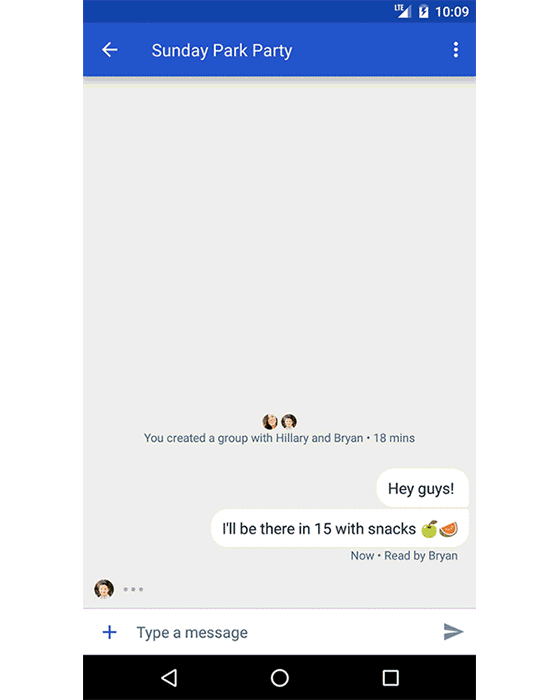 LTE 10:09
Sunday Park Party
You created a group with Hillary and Bryan • 18 mins
Hey guys!
I'll be there in 15 with snacks 🍏🍊
Now • Read by Bryan
Type a message